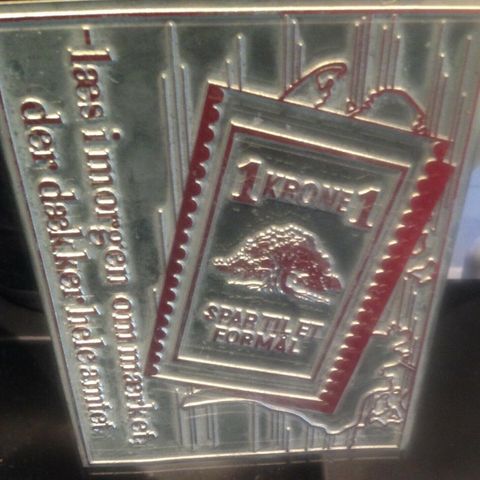 - læs i morgen om mærket,
der dækker hele amtet
1 KRONE 1
SPAR TIL ET
FORMÅL